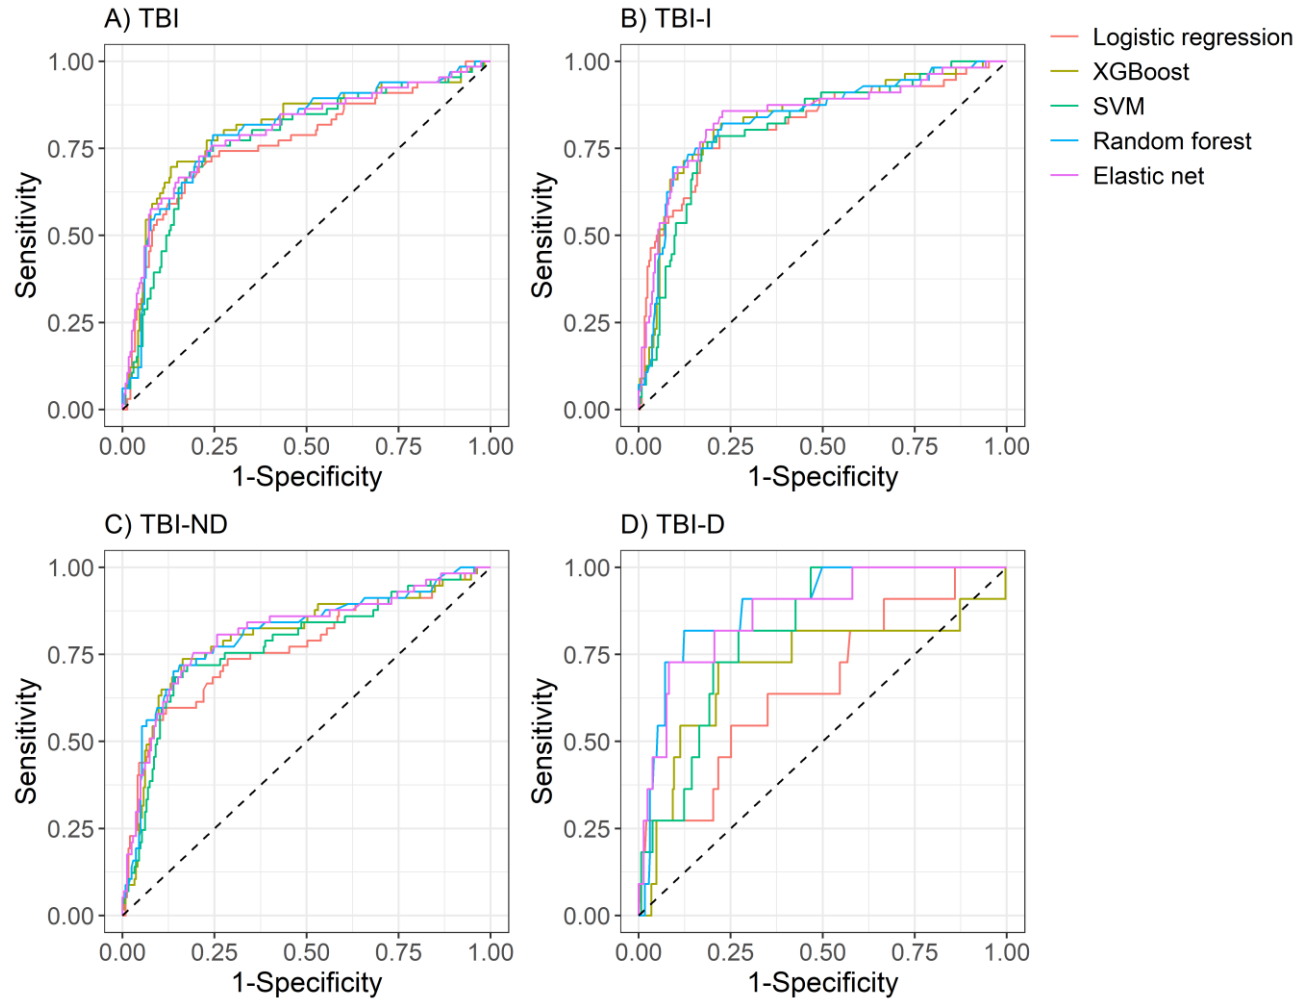 A) TBI
1.00
0.75
0.50
0.25
0.00
Sensitivity
0.00 0.25 0.50 0.75 1.00
1-Specificity
B) TBI-I
1.00
0.75
0.50
0.25
0.00
Sensitivity
0.00 0.25 0.50 0.75 1.00
1-Specificity
Logistic regression
XGBoost
SVM
Random forest
Elastic net
C) TBI-ND
1.00
0.75
0.50
0.25
0.00
Sensitivity
0.00 0.25 0.50 0.75 1.00
1-Specificity
D) TBI-D
1.00
0.75
0.50
0.25
0.00
Sensitivity
0.00 0.25 0.50 0.75 1.00
1-Specificity